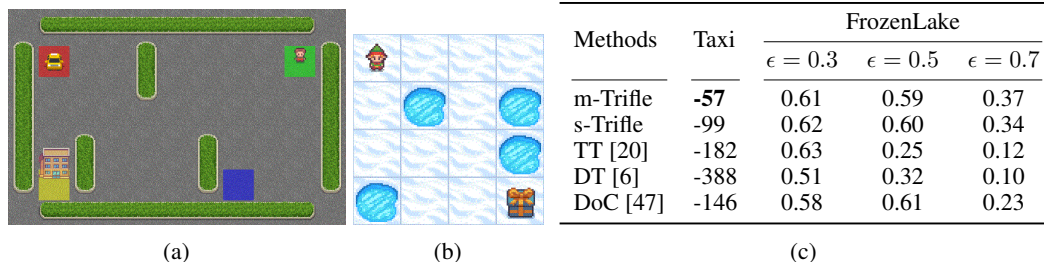 Methods Taxi FrozenLake
ϵ = 0.3 ϵ = 0.5 ϵ = 0.7
m-Trifle -57 0.61 0.59 0.37
s-Trifle -99 0.62 0.60 0.34
TT [20] -182 0.63 0.25 0.12
DT [6] -388 0.51 0.32 0.10
DoC [47] -146 0.58 0.61 0.23
(a) (b) (c)